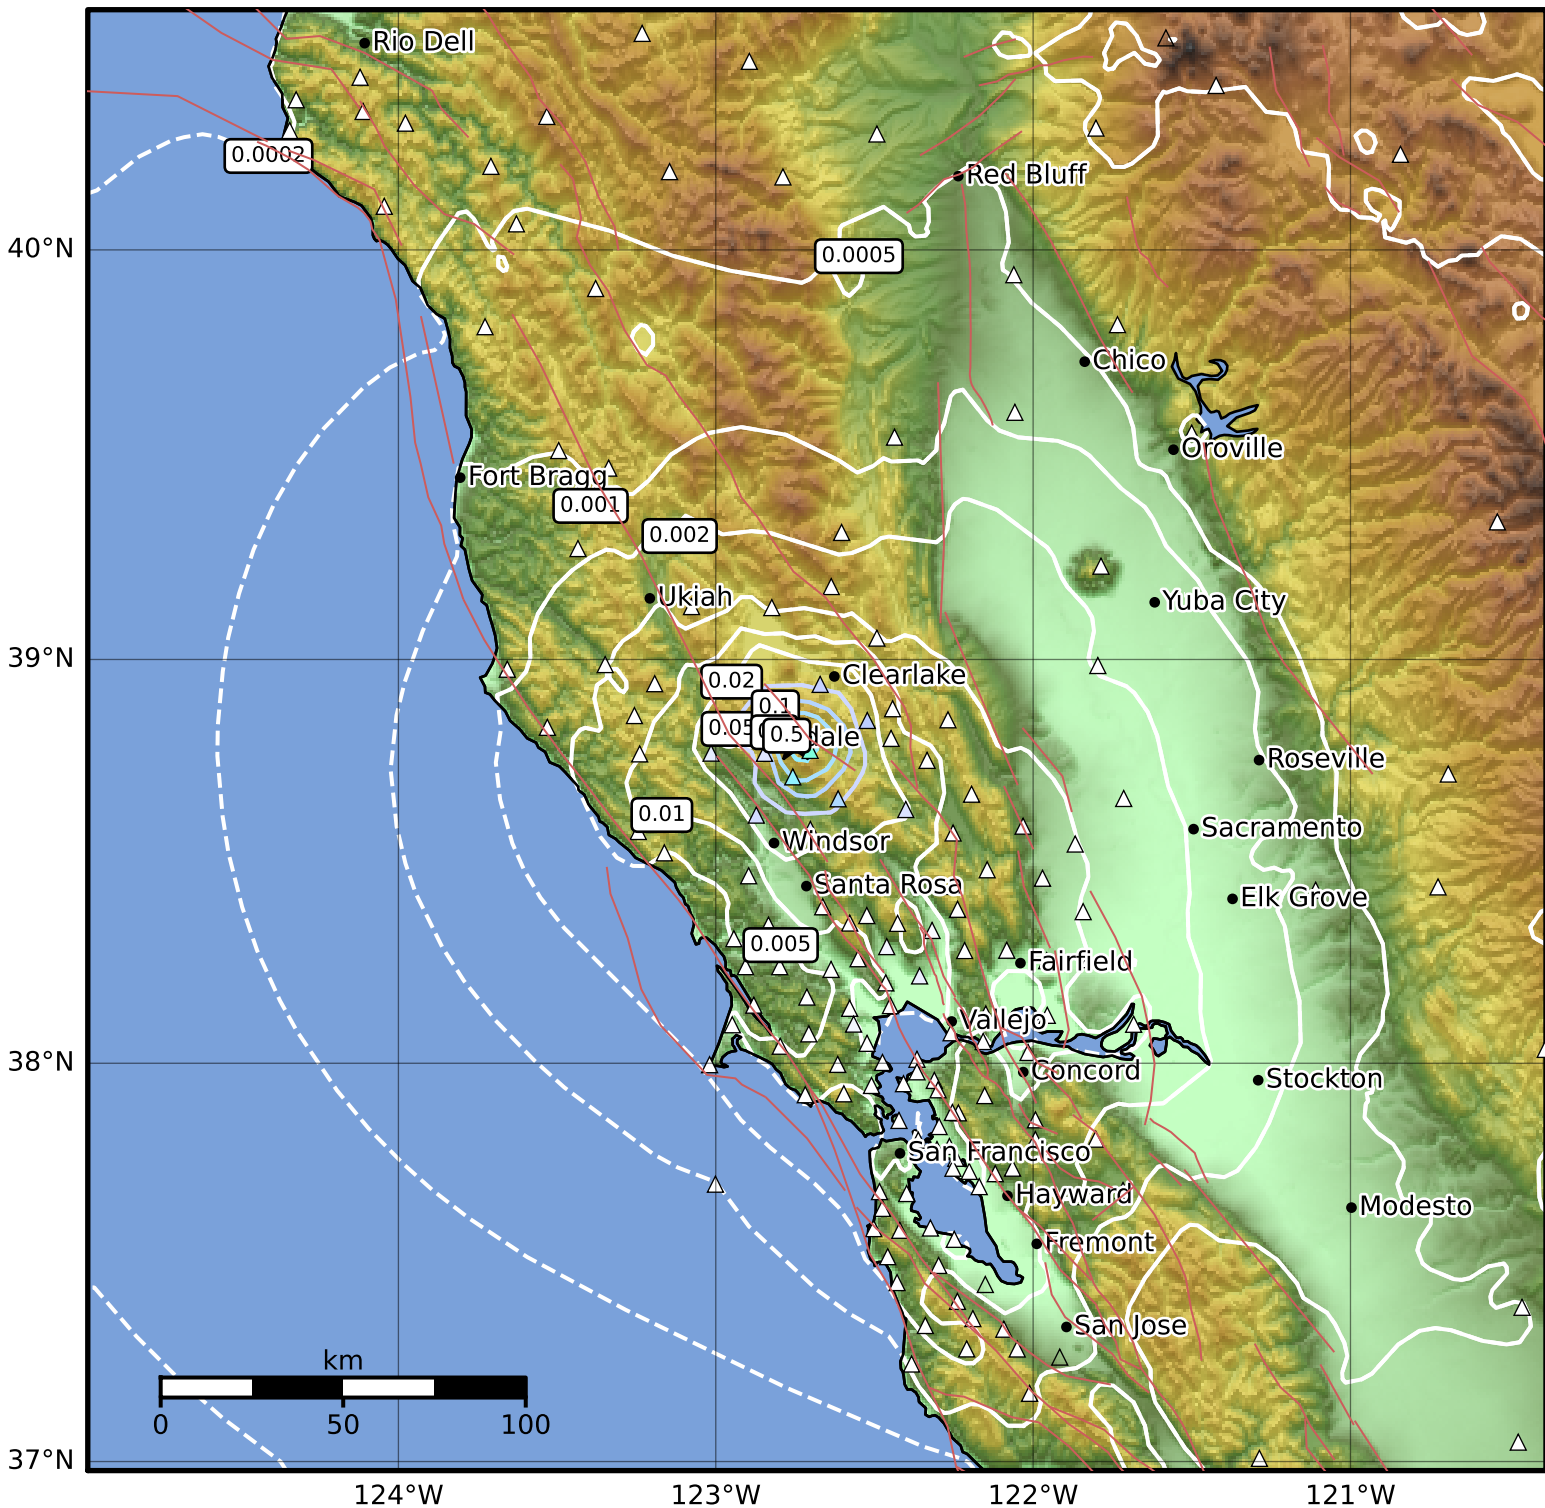 Rio Dell
0.0002
Red Bluff
40°N
0.0005
Chico
Oroville
Fort Bragg
0.001
0.002
Ukiah
Yuba City
39°N
Clearlake
0.02
0.1
0.05
0.5
dale
Roseville
0.01
Sacramento
Windsor
Santa Rosa
Elk Grove
0.005
Fairfield
Vallejo
38°N
Concord
Stockton
San Francisco
Hayward
Modesto
Fremont
San Jose
km
0 50 100
37°N
124°W 123°W 122°W 121°W